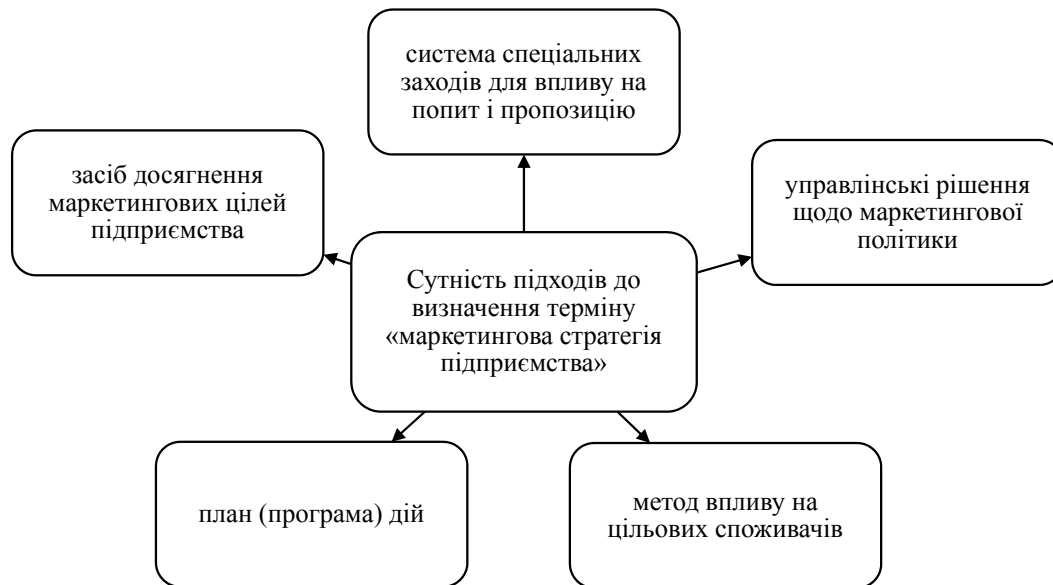 система спеціальних
заходів для впливу на
попит і пропозицію
засіб досягнення
маркетингових цілей
підприємства
управлінські рішення
щодо маркетингової
політики
Сутність підходів до
визначення терміну
«маркетингова стратегія
підприємства»
план (програма) дій
метод впливу на
цільових споживачів